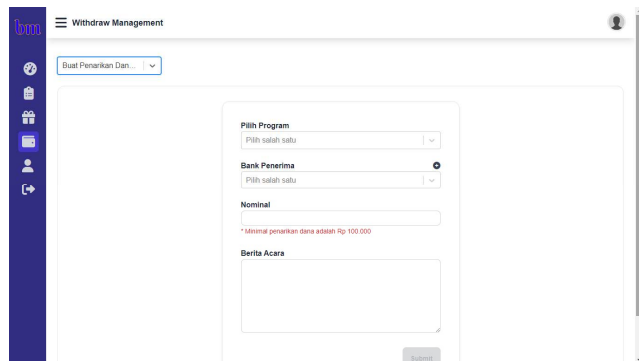 bm
Withdraw Management
Buat Penarikan Dan...
Pilih Program
Pilih salah satu
Bank Penerima
Pilih salah satu
Nominal
* Minimal penarikan dana adalah Rp 100.000
Berita Acara
Submit